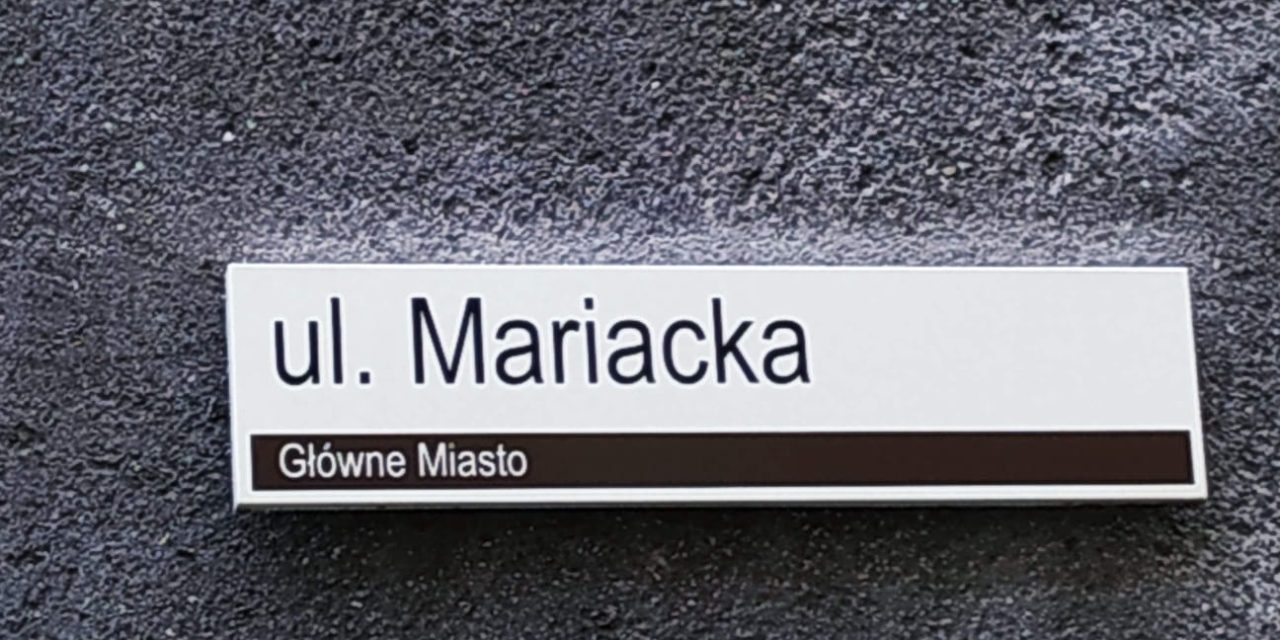 ul. Mariacka
Główne Miasto